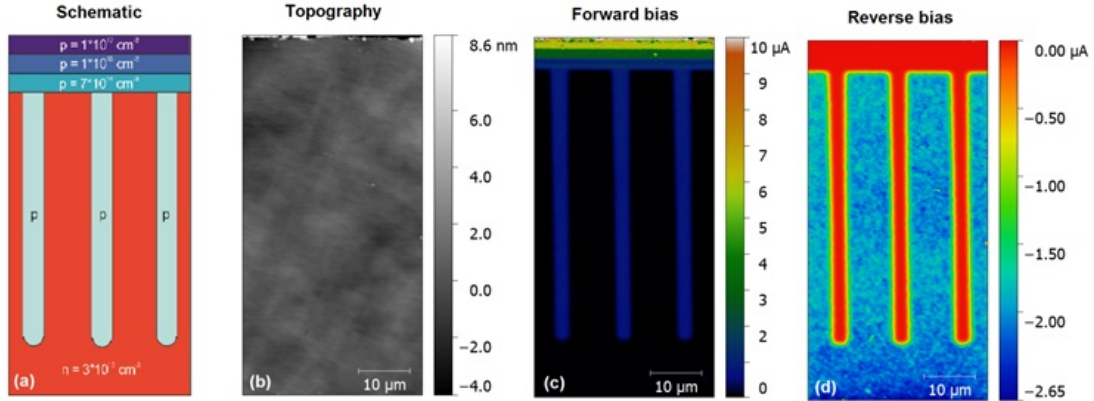 Schematic
Topography
Forward bias
Reverse bias
p
p
p
(a)
8.6 nm
6.0
4.0
2.0
0.0
−2.0
−4.0
(b)
10 µm
10 µA
9
8
7
6
5
4
3
2
1
0
(c)
10 µm
0.00 µA
−0.50
−1.00
−1.50
−2.00
−2.65
(d)
10 µm